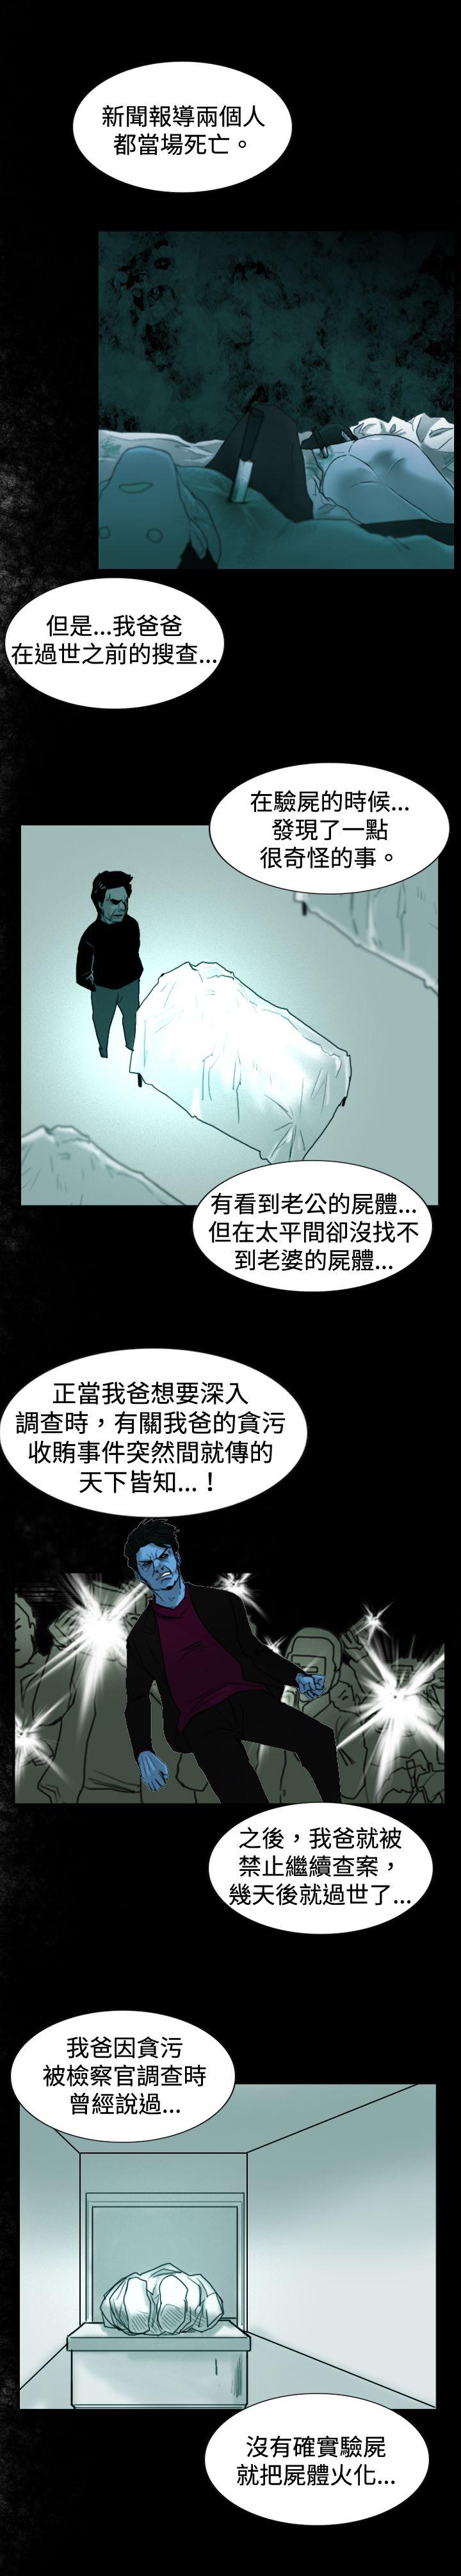 新聞報導兩個人
都當場死亡。
但是...我爸爸
在過世之前的搜查...
在驗屍的時候...
發現了一點
很奇怪的事。
有看到老公的屍體...
但在太平間卻沒找不
到老婆的屍體...
正當我爸想要深入
調查時，有關我爸的貪污
收賄事件突然間就傳的
天下皆知...！
之後，我爸就被
禁止繼續查案，
幾天後就過世了...
我爸因貪污
被檢察官調查時
曾經說過...
沒有確實驗屍
就把屍體火化...